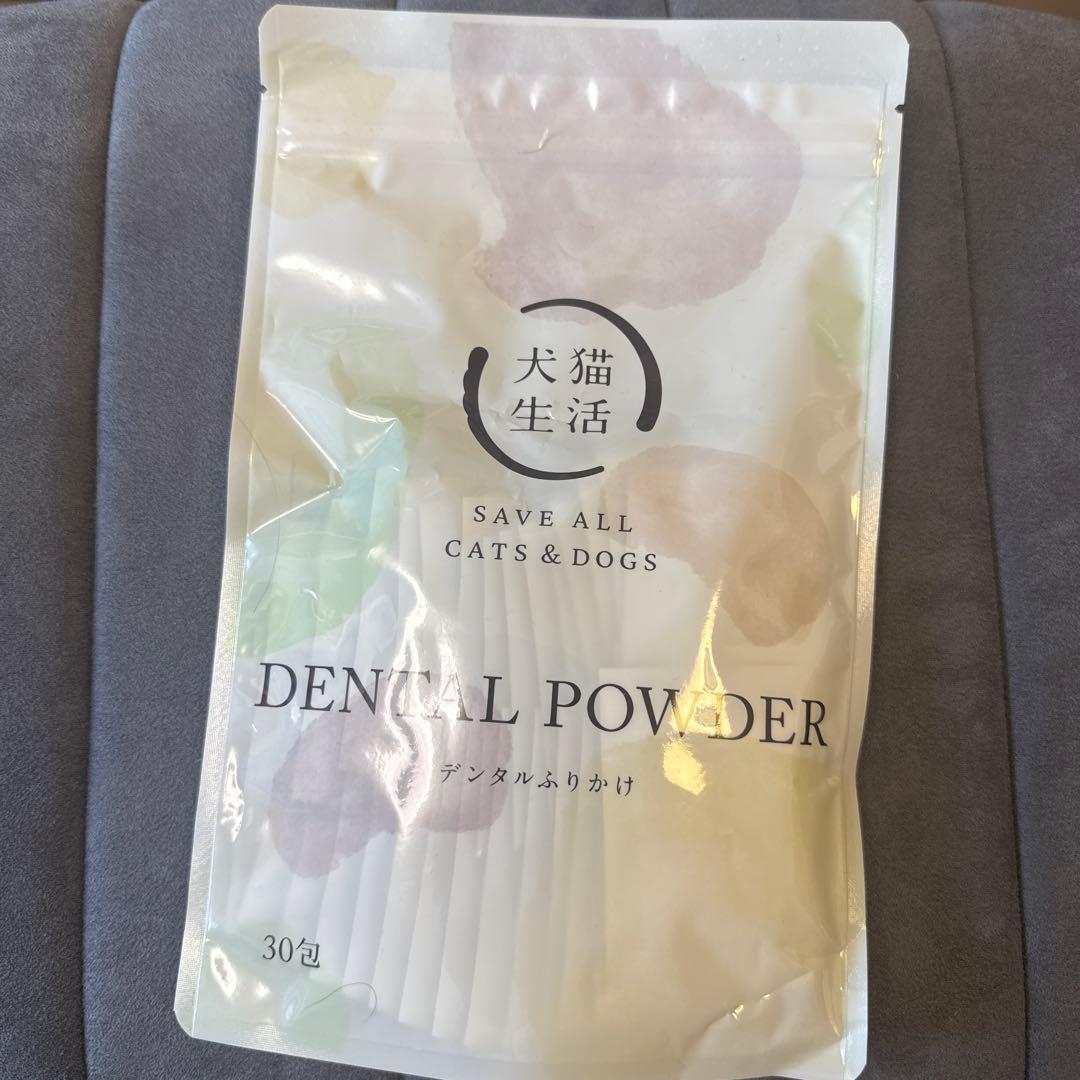 犬猫
生活
SAVE ALL
CATS & DOGS
DENTAL POWDER
デンタルふりかけ
30包